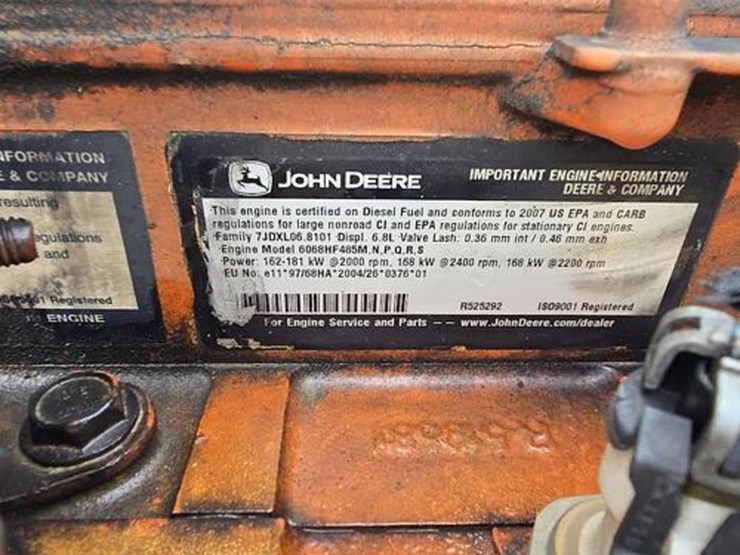 NFORMATION
& COMPANY
resulting
egulations
and
ENGINE
JOHN DEERE
IMPORTANT ENGINE INFORMATION
DEERE & COMPANY
This engine is certified on Diesel Fuel and conforms to 2007 US EPA and CARB
regulations for large nonroad CI and EPA regulations for stationary CI engines.
Family 7JDXL06.8101 Displ. 6.8L Valve Lash: 0.36 mm int / 0.46 mm exh
Engine Model 6068HF485M,N,P,Q,R,S
Power: 162-181 kW @2000 rpm, 168 kW @2400 rpm, 168 kW @2200 rpm
EU No: e11*97/68HA*2004/26*0376*01
R525292 ISO9001 Registered
For Engine Service and Parts -- www.JohnDeere.com/dealer